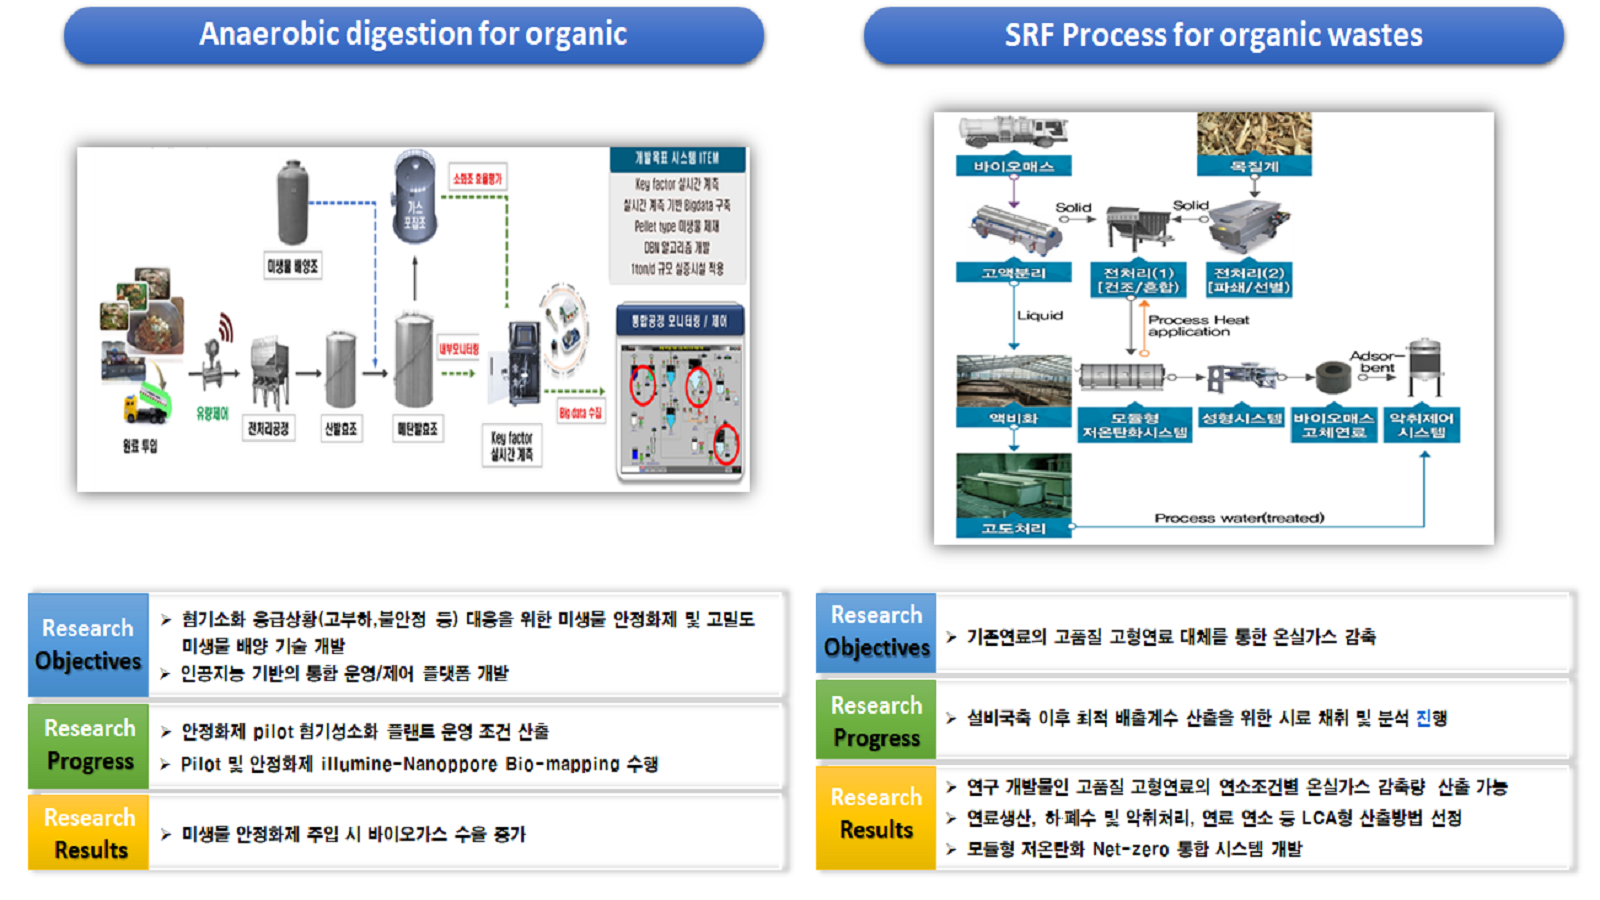 Anaerobic digestion for organic
소화조 효율평가
가스
포집조
미생물 배양조
개발목표 시스템 ITEM
Key factor 실시간 계측
실시간 계측 기반 Bigdata 구축
Pellet type 미생물 제재
DBN 알고리즘 개발
1ton/d 규모 실증시설 적용
통합공정 모니터링 / 제어
내부모니터링
Big data 수집
유량제어
원료 투입
전처리공정
산발효조
메탄발효조
Key factor
실시간 계측
Research
Objectives
➢ 혐기소화 응급상황(고부하,불안정 등) 대응을 위한 미생물 안정화제 및 고밀도
미생물 배양 기술 개발
➢ 인공지능 기반의 통합 운영/제어 플랫폼 개발
Research
Progress
➢ 안정화제 pilot 혐기성소화 플랜트 운영 조건 산출
➢ Pilot 및 안정화제 illumine-Nanoppore Bio-mapping 수행
Research
Results
➢ 미생물 안정화제 주입 시 바이오가스 수율 증가
SRF Process for organic wastes
바이오매스
목질계
Solid
Solid
고액분리
전처리(1)
[건조/혼합)
전처리(2)
[파쇄/선별)
Liquid
Process Heat
application
Adsor-
bent
액비화
모듈형
저온탄화시스템
성형시스템
바이오매스
고체연료
악취제어
시스템
고도처리
Process water(treated)
Research
Objectives
➢ 기존연료의 고품질 고형연료 대체를 통한 온실가스 감축
Research
Progress
➢ 설비국축 이후 최적 배출계수 산출을 위한 시료 채취 및 분석 진행
Research
Results
➢ 연구 개발물인 고품질 고형연료의 연소조건별 온실가스 감축량 산출 가능
➢ 연료생산, 하·폐수 및 악취처리, 연료 연소 등 LCA형 산출방법 선정
➢ 모듈형 저온탄화 Net-zero 통합 시스템 개발